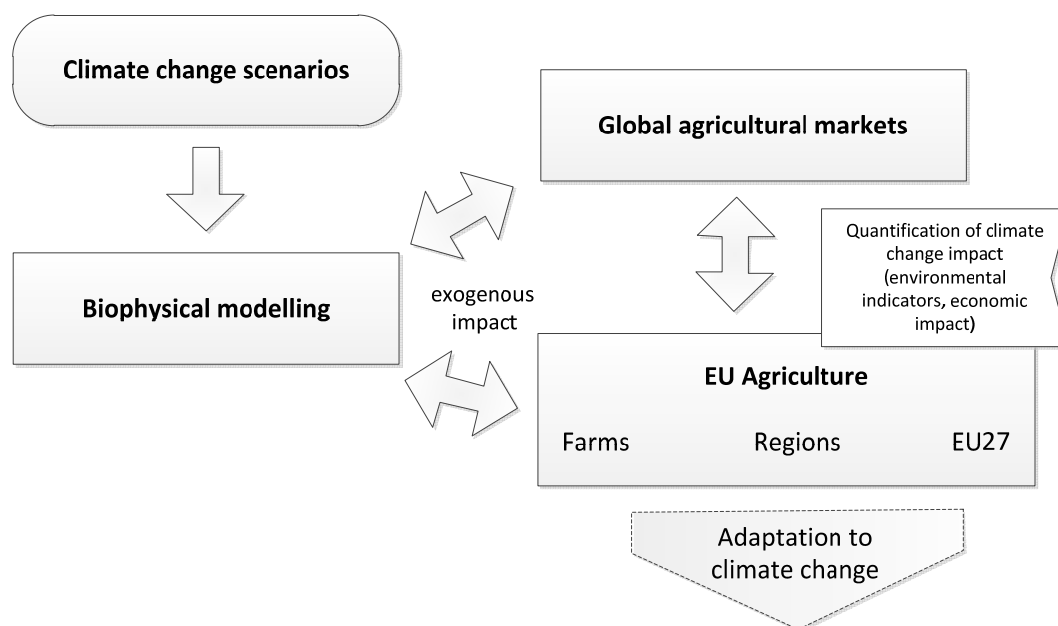 Climate change scenarios
Global agricultural markets
Quantification of climate
change impact
(environmental
indicators, economic
impact)
Biophysical modelling
exogenous
impact
EU Agriculture
Farms Regions EU27
Adaptation to
climate change